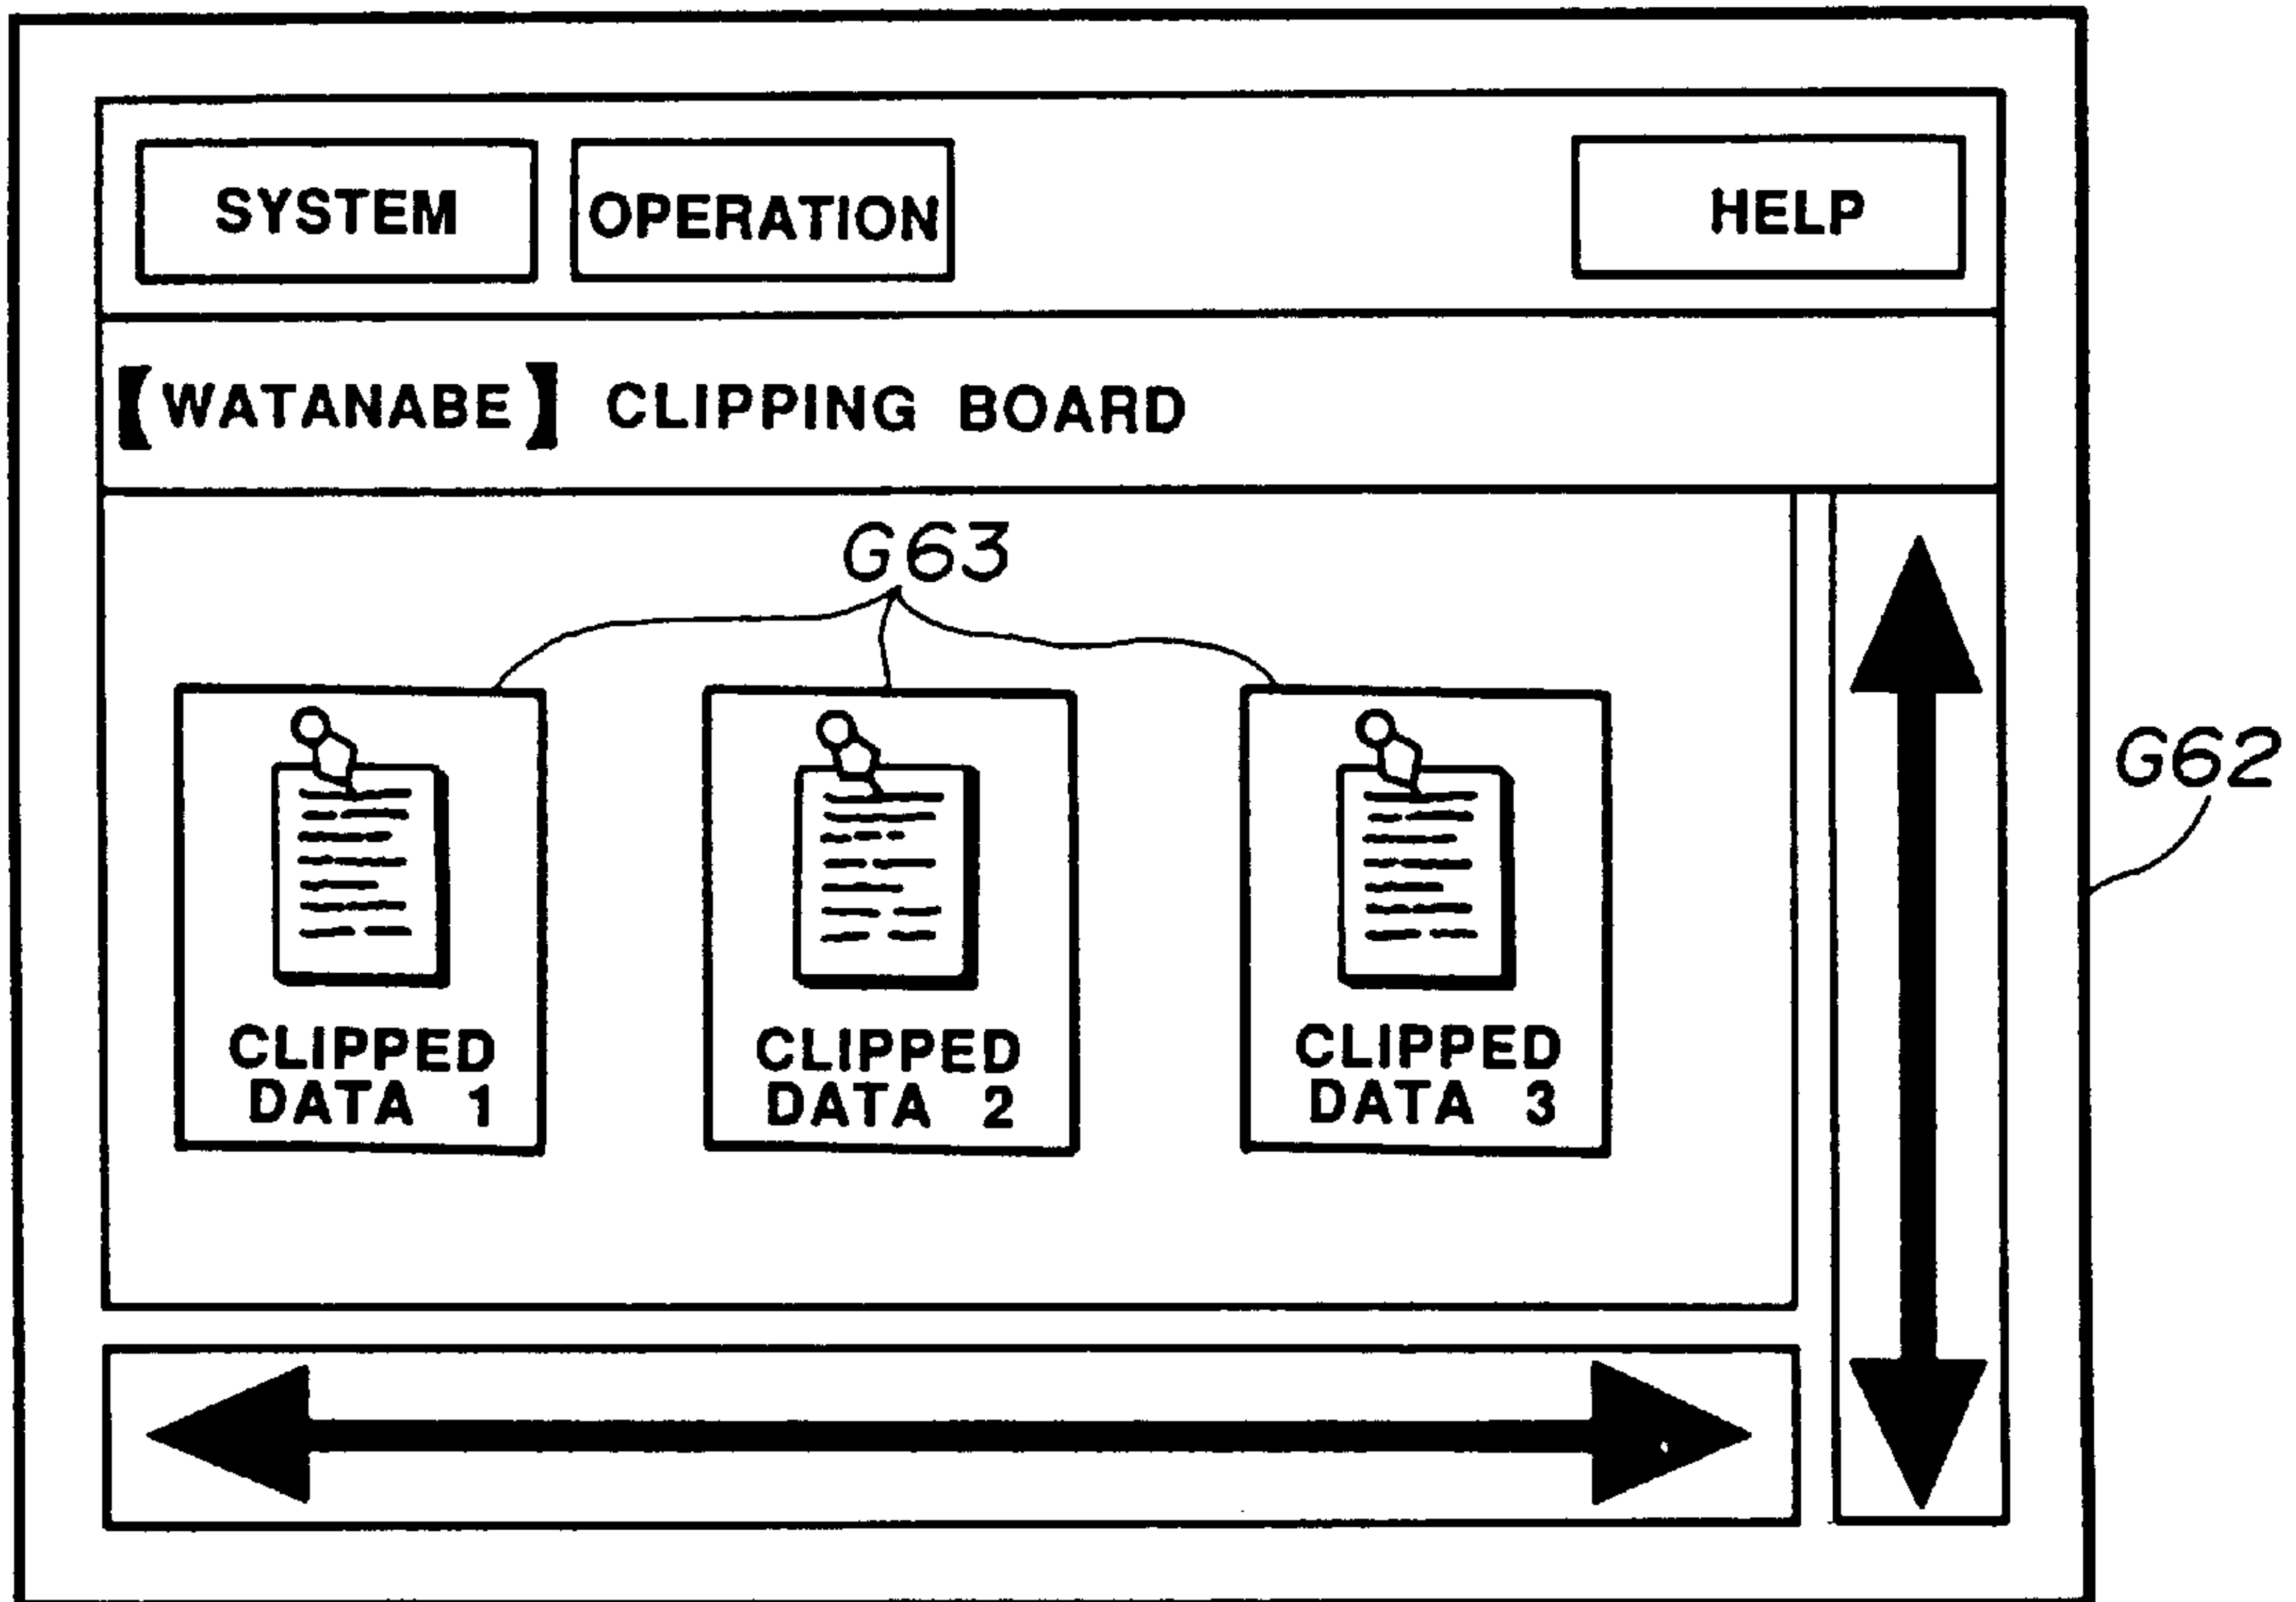 SYSTEM OPERATION HELP
【WATANABE】 CLIPPING BOARD
G63
G62
CLIPPED DATA 1
CLIPPED DATA 2
CLIPPED DATA 3